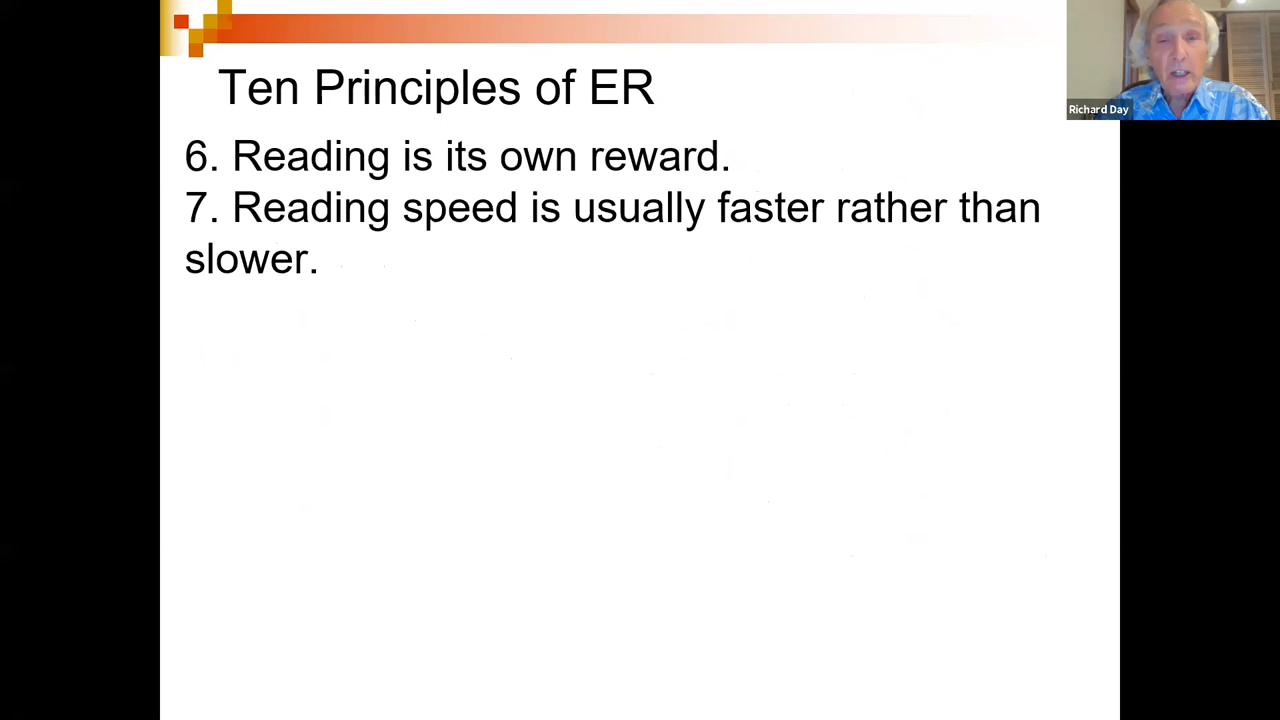 Ten Principles of ER
6. Reading is its own reward.
7. Reading speed is usually faster rather than
slower.
Richard Day